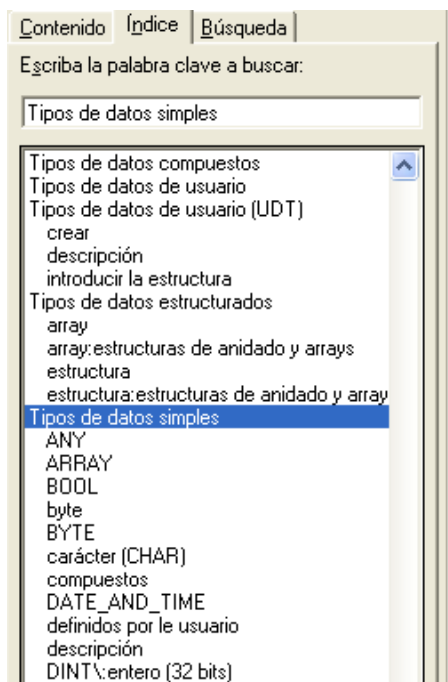 Contenido Índice Búsqueda
Escriba la palabra clave a buscar:
Tipos de datos simples
Tipos de datos compuestos
Tipos de datos de usuario
Tipos de datos de usuario (UDT)
crear
descripción
introducir la estructura
Tipos de datos estructurados
array
array:estructuras de anidado y arrays
estructura
estructura:estructuras de anidado y array
Tipos de datos simples
ANY
ARRAY
BOOL
byte
BYTE
carácter (CHAR)
compuestos
DATE_AND_TIME
definidos por le usuario
descripción
DINT\:entero (32 bits)